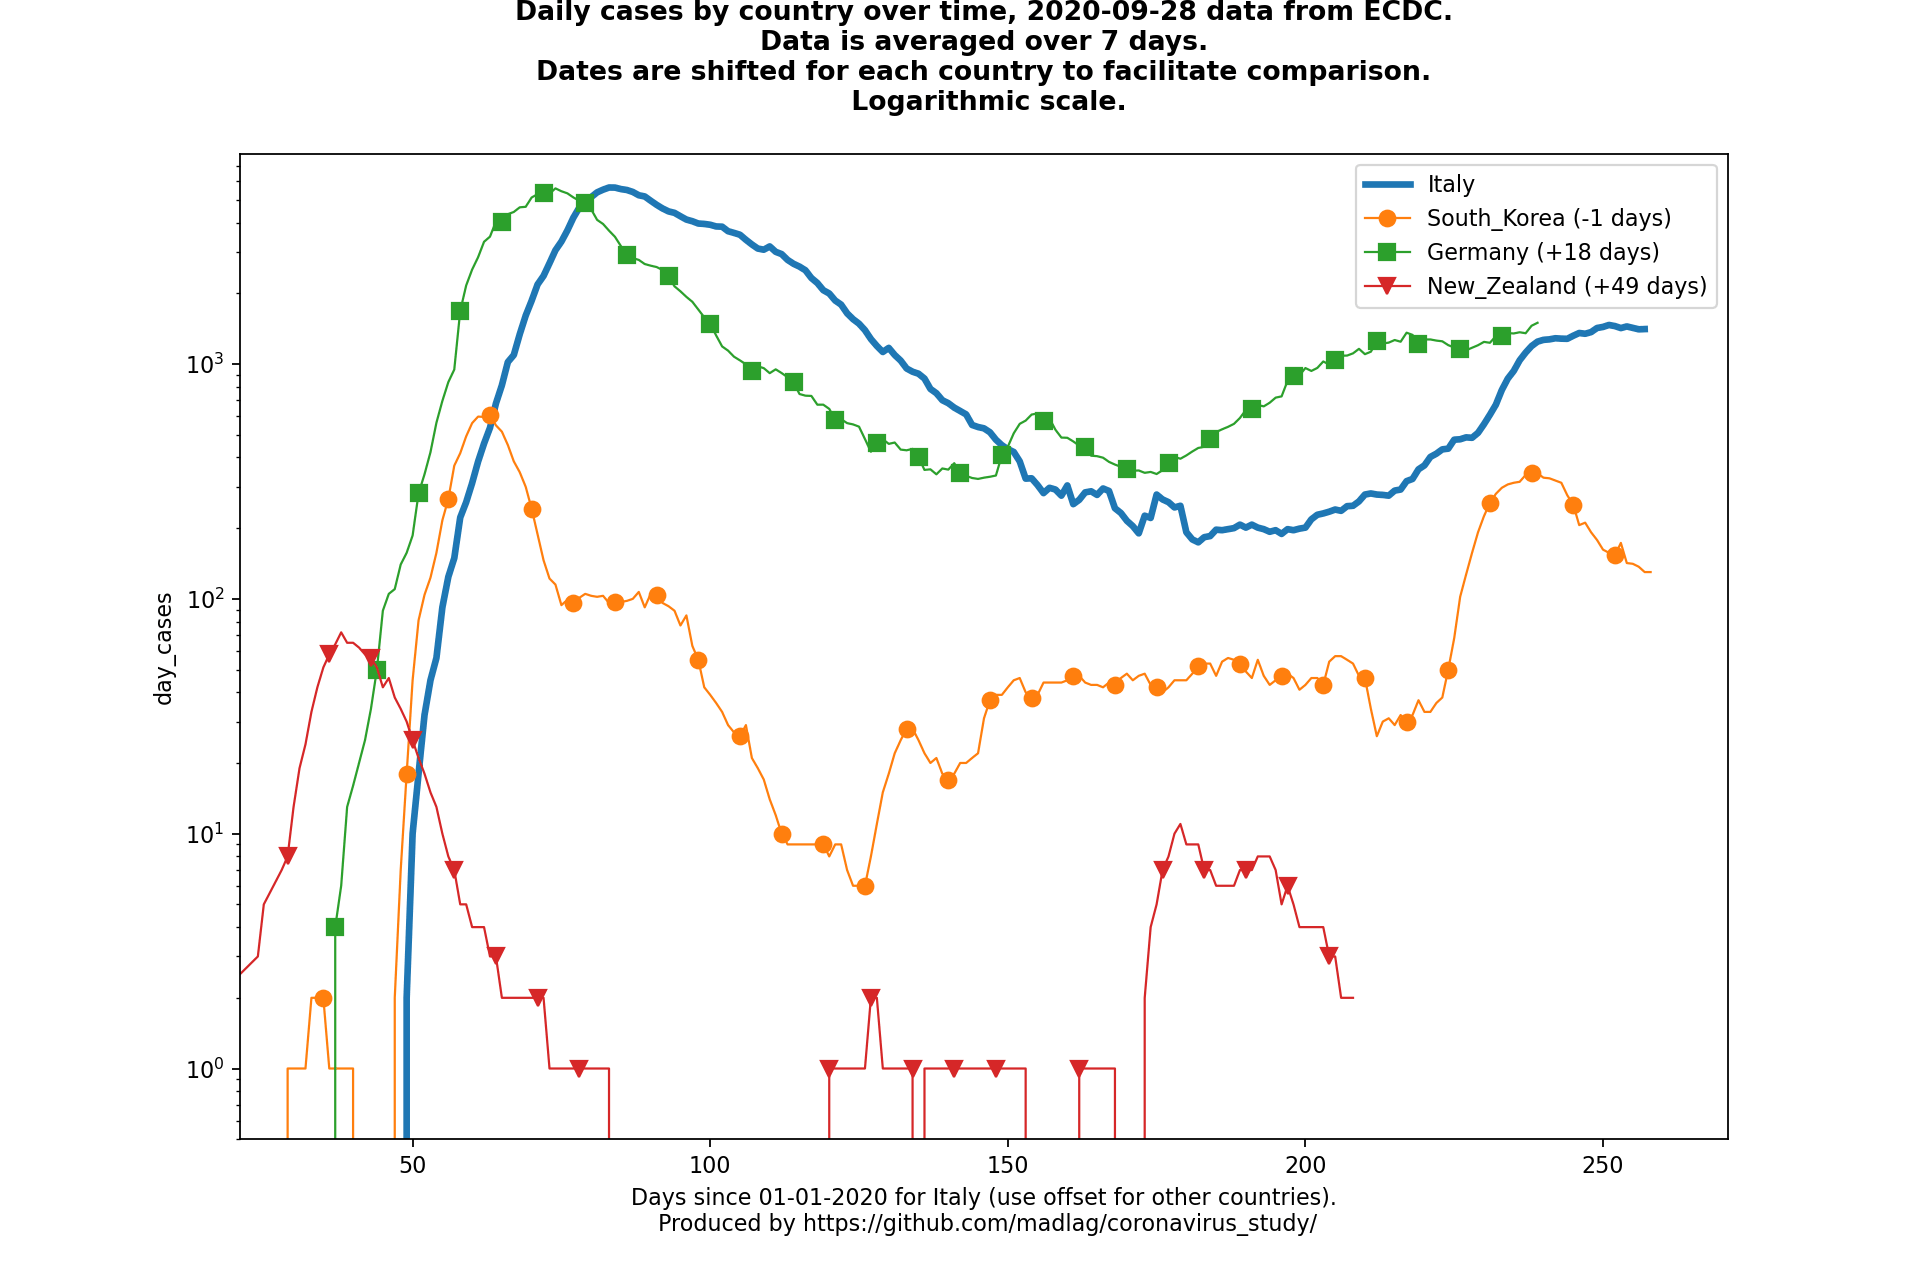 Daily cases by country over time, 2020-09-28 data from ECDC.
Data is averaged over 7 days.
Dates are shifted for each country to facilitate comparison.
Logarithmic scale.
Italy
South_Korea (-1 days)
Germany (+18 days)
New_Zealand (+49 days)
day_cases
10³
10²
10¹
10⁰
50 100 150 200 250
Days since 01-01-2020 for Italy (use offset for other countries).
Produced by https://github.com/madlag/coronavirus_study/